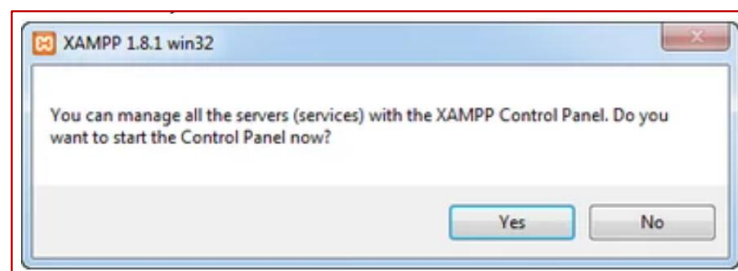 XAMPP 1.8.1 win32
You can manage all the servers (services) with the XAMPP Control Panel. Do you
want to start the Control Panel now?
Yes
No